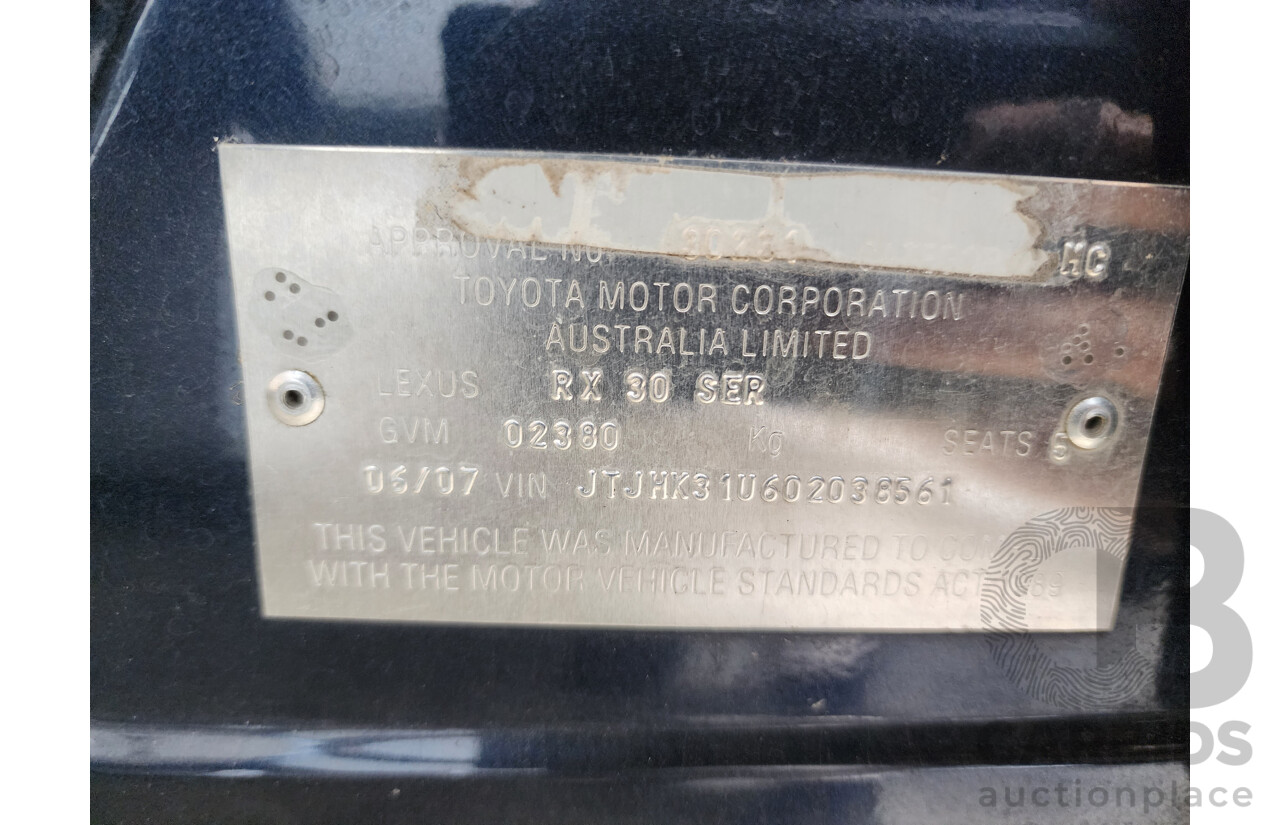 APPROVAL NO. MC
TOYOTA MOTOR CORPORATION
AUSTRALIA LIMITED
LEXUS RX 30 SER
GVM 02380 Kg SEATS 5
06/07 VIN JTJHK31U602038561
THIS VEHICLE WAS MANUFACTURED TO
WITH THE MOTOR VEHICLE STANDARDS ACT
auctionplace